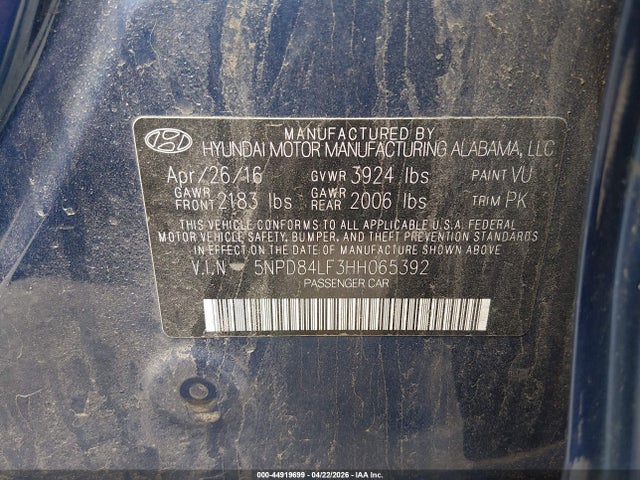 MANUFACTURED BY
HYUNDAI MOTOR MANUFACTURING ALABAMA, LLC
Apr/26/16 GVWR 3924 lbs PAINT VU
GAWR FRONT 2183 lbs GAWR REAR 2006 lbs TRIM PK
THIS VEHICLE CONFORMS TO ALL APPLICABLE U.S.A. FEDERAL
MOTOR VEHICLE SAFETY, BUMPER, AND THEFT PREVENTION STANDARDS
IN EFFECT ON THE DATE OF MANUFACTURE SHOWN ABOVE.
V.I.N 5NPD84LF3HH065392
PASSENGER CAR
000-44919699 - 04/22/2026 - IAA Inc.